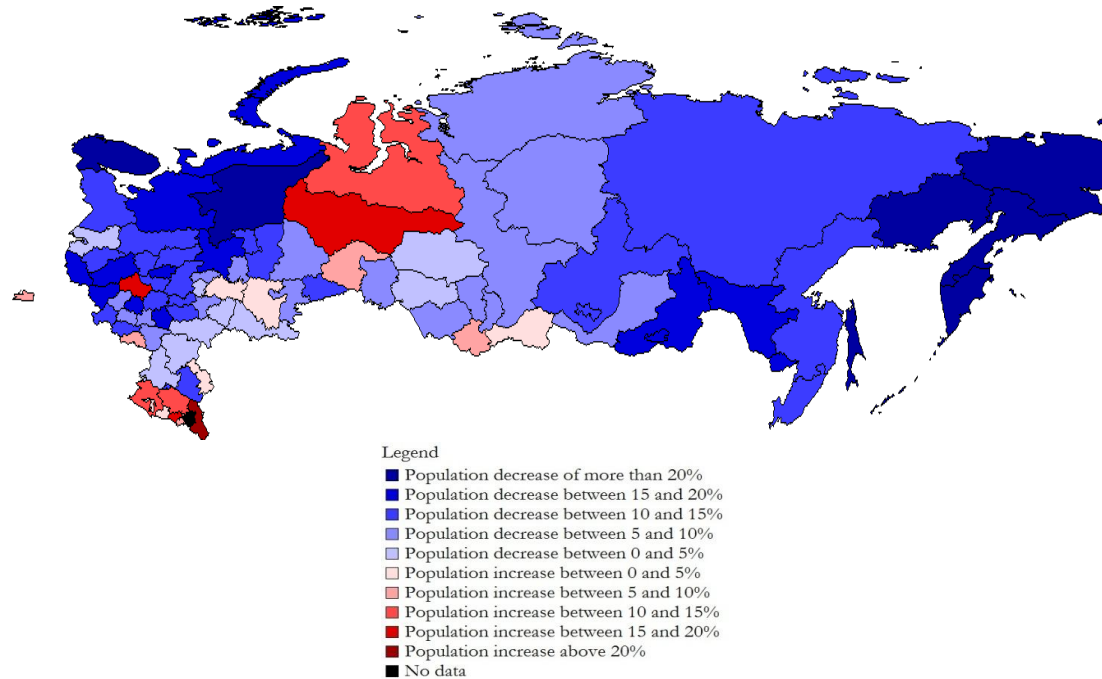 Legend
Population decrease of more than 20%
Population decrease between 15 and 20%
Population decrease between 10 and 15%
Population decrease between 5 and 10%
Population decrease between 0 and 5%
Population increase between 0 and 5%
Population increase between 5 and 10%
Population increase between 10 and 15%
Population increase between 15 and 20%
Population increase above 20%
No data